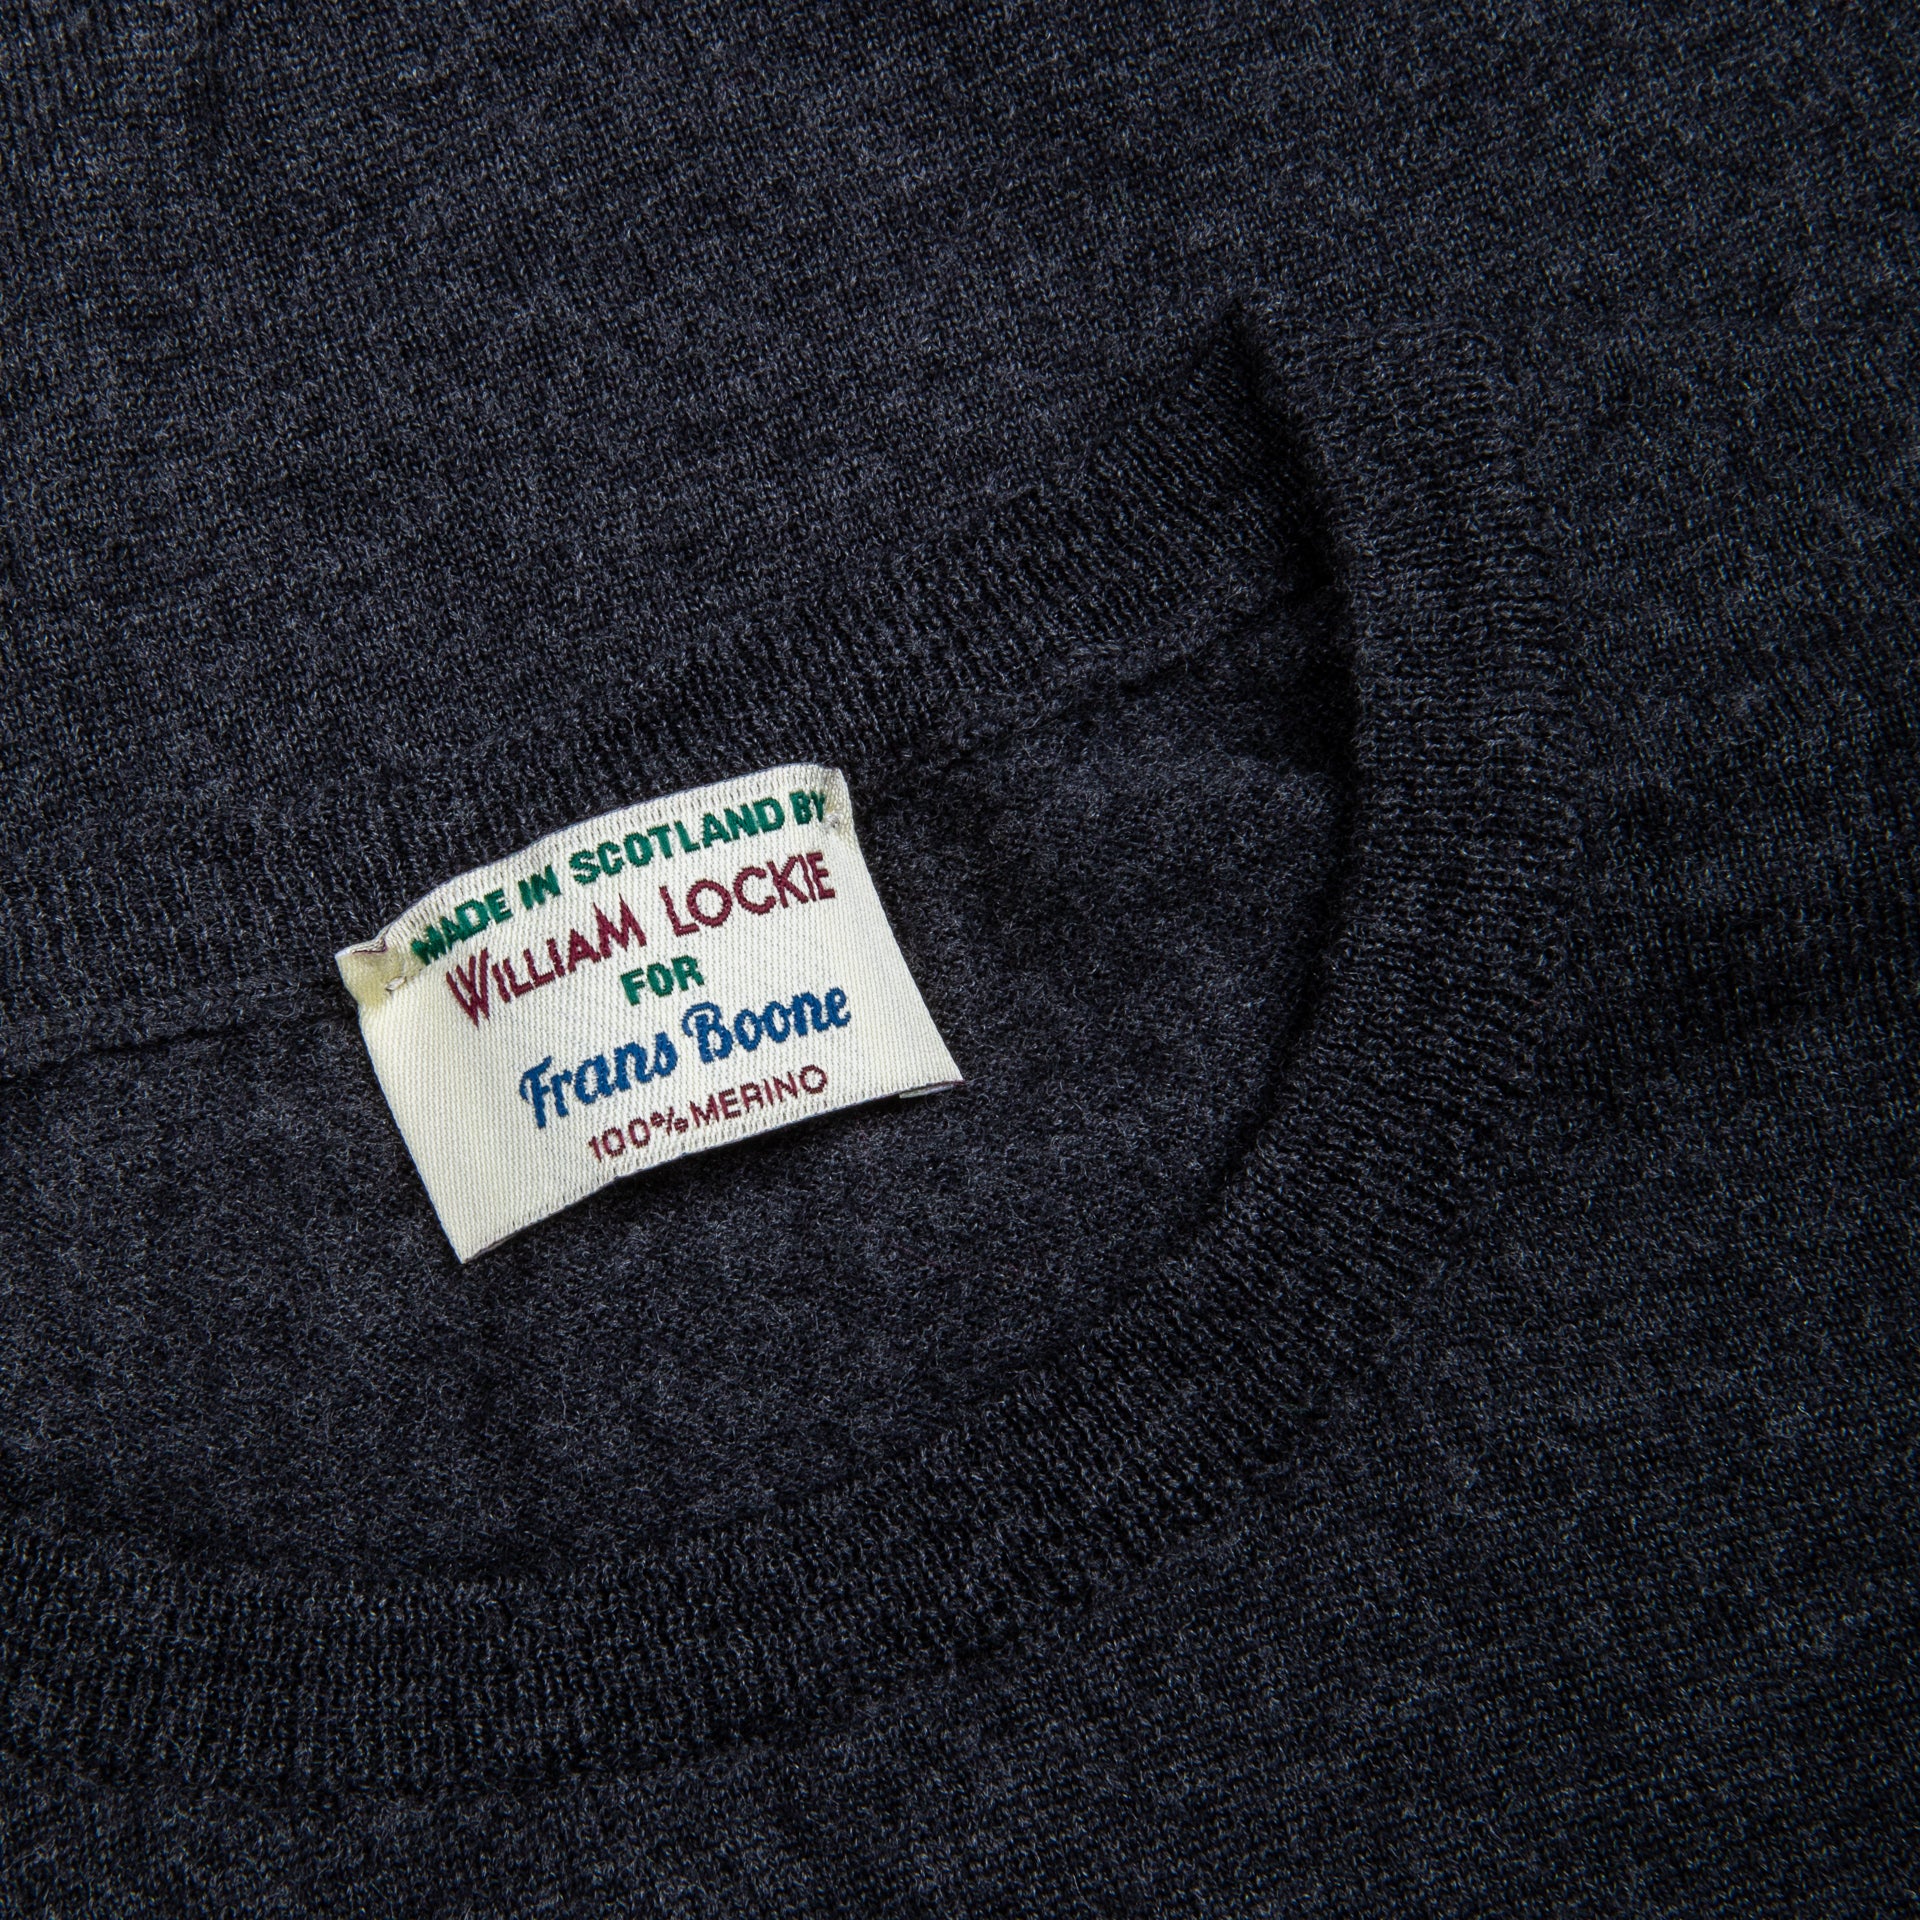 MADE IN SCOTLAND BY
WILLIAM LOCKIE
FOR
Frans Boone
100% MERINO